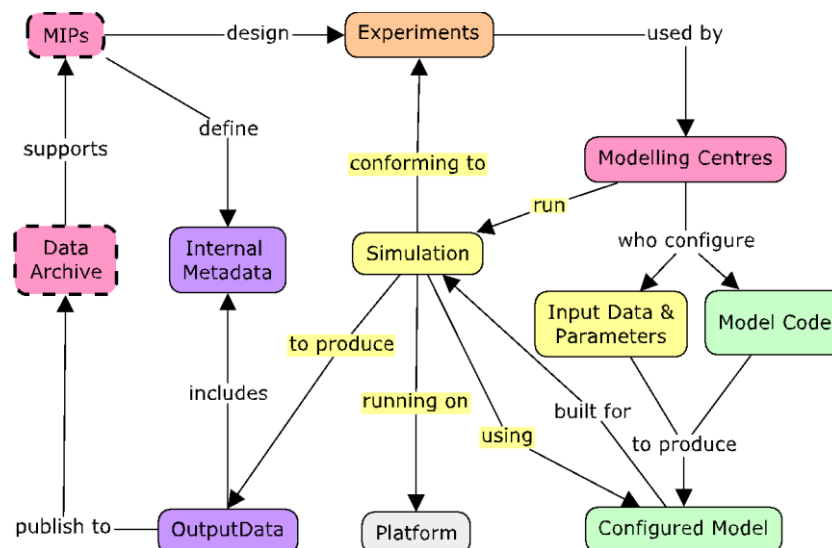 MIPs
design
Experiments
used by
supports
define
conforming to
Modelling Centres
run
Data
Archive
Internal
Metadata
Simulation
who configure
Input Data &
Parameters
Model Code
to produce
includes
running on
built for
using
to produce
publish to
OutputData
Platform
Configured Model